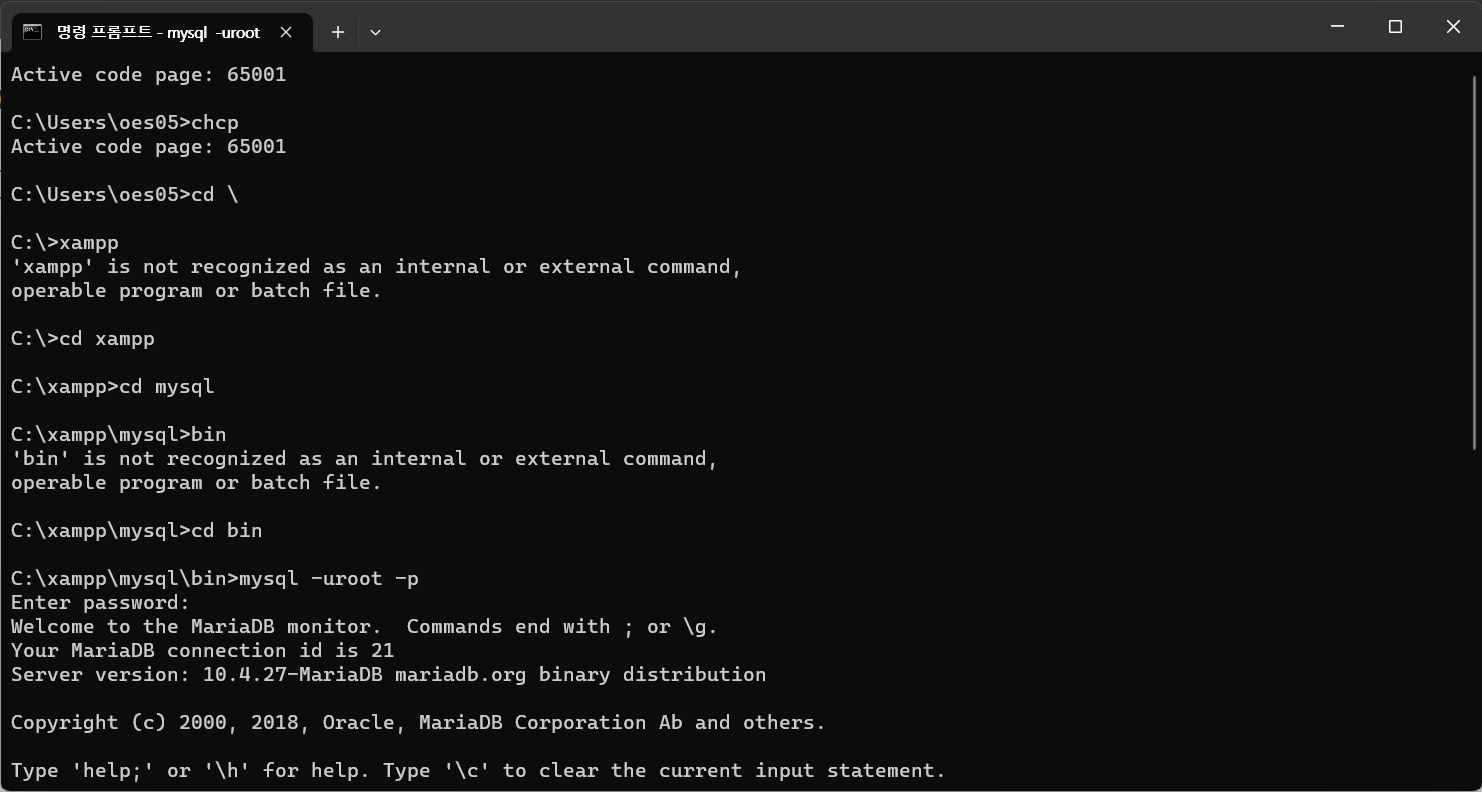 명령 프롬프트 - mysql -uroot
Active code page: 65001
C:\Users\oes05>chcp
Active code page: 65001
C:\Users\oes05>cd \
C:\>xampp
'xampp' is not recognized as an internal or external command,
operable program or batch file.
C:\>cd xampp
C:\xampp>cd mysql
C:\xampp\mysql>bin
'bin' is not recognized as an internal or external command,
operable program or batch file.
C:\xampp\mysql>cd bin
C:\xampp\mysql\bin>mysql -uroot -p
Enter password:
Welcome to the MariaDB monitor.  Commands end with ; or \g.
Your MariaDB connection id is 21
Server version: 10.4.27-MariaDB mariadb.org binary distribution
Copyright (c) 2000, 2018, Oracle, MariaDB Corporation Ab and others.
Type 'help;' or '\h' for help. Type '\c' to clear the current input statement.